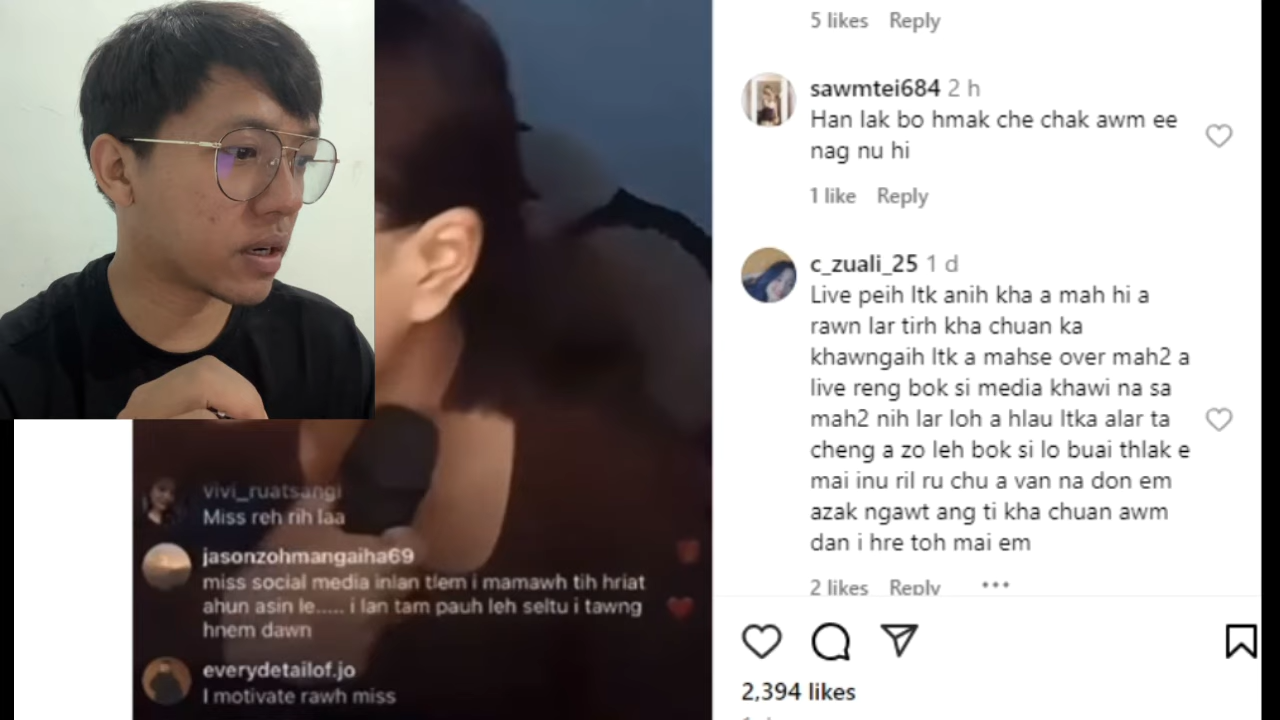 vivi_ruatsangi
Miss reh rih laa
jasonzohmangaiha69
miss social media inlan tlem i mamawh tih hriat
ahun asin le..... i lan tam pauh leh seltu i tawng
hnem dawn
everydetailof.jo
I motivate rawh miss
5 likes Reply
sawmtei684 2 h
Han lak bo hmak che chak awm ee
nag nu hi
1 like Reply
c_zuali_25 1 d
Live peih ltk anih kha a mah hi a
rawn lar tirh kha chuan ka
khawngaih ltk a mahse over mah2 a
live reng bok si media khawi na sa
mah2 nih lar loh a hlau ltka alar ta
cheng a zo leh bok si lo buai thlak e
mai inu ril ru chu a van na don em
azak ngawt ang ti kha chuan awm
dan i hre toh mai em
2 likes Reply •••
2,394 likes